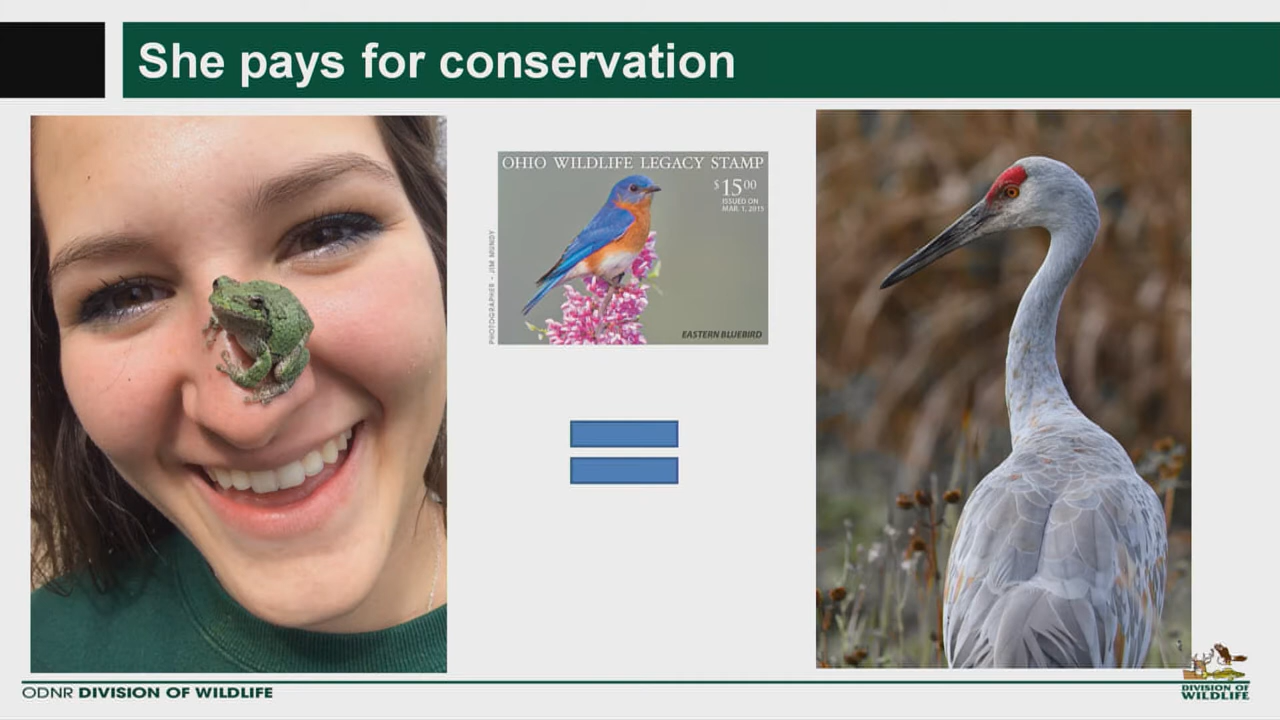 She pays for conservation
OHIO WILDLIFE LEGACY STAMP
$15.00
ISSUED ON
MAR. 1, 2015
PHOTOGRAPHER - JIM MUNDY
EASTERN BLUEBIRD
ODNR DIVISION OF WILDLIFE
DIVISION OF
WILDLIFE